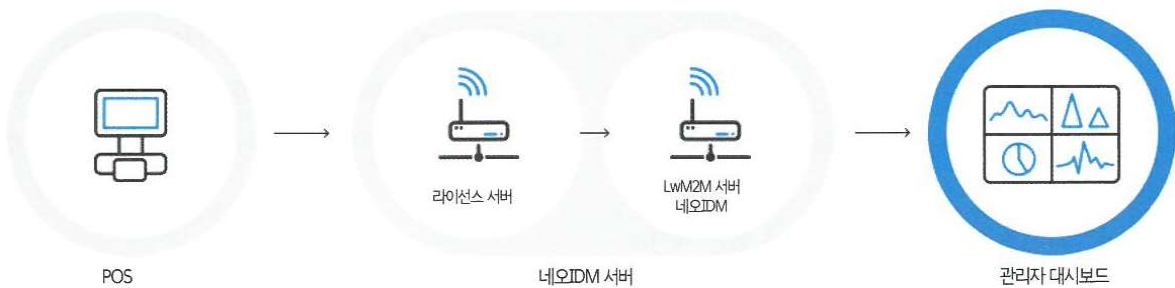 라이선스 서버
LwM2M 서버
네오IDM
POS
네오IDM 서버
관리자 대시보드